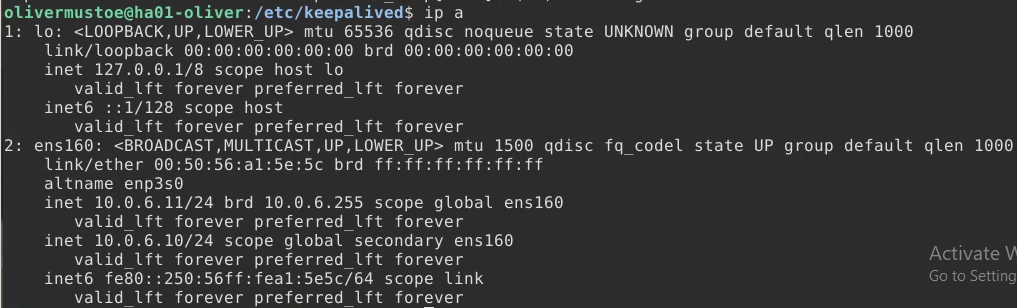 olivermustoe@ha01-oliver:/etc/keepalived$ ip a
1: lo: <LOOPBACK,UP,LOWER_UP> mtu 65536 qdisc noqueue state UNKNOWN group default qlen 1000
    link/loopback 00:00:00:00:00:00 brd 00:00:00:00:00:00
    inet 127.0.0.1/8 scope host lo
       valid_lft forever preferred_lft forever
    inet6 ::1/128 scope host
       valid_lft forever preferred_lft forever
2: ens160: <BROADCAST,MULTICAST,UP,LOWER_UP> mtu 1500 qdisc fq_codel state UP group default qlen 1000
    link/ether 00:50:56:a1:5e:5c brd ff:ff:ff:ff:ff:ff
    altname enp3s0
    inet 10.0.6.11/24 brd 10.0.6.255 scope global ens160
       valid_lft forever preferred_lft forever
    inet 10.0.6.10/24 scope global secondary ens160
       valid_lft forever preferred_lft forever
    inet6 fe80::250:56ff:fea1:5e5c/64 scope link
       valid_lft forever preferred_lft forever
Activate W
Go to Setting